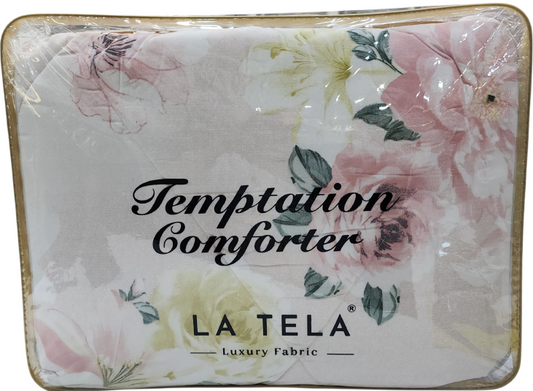 Temptation
Comforter
LA TELA®
Luxury Fabric